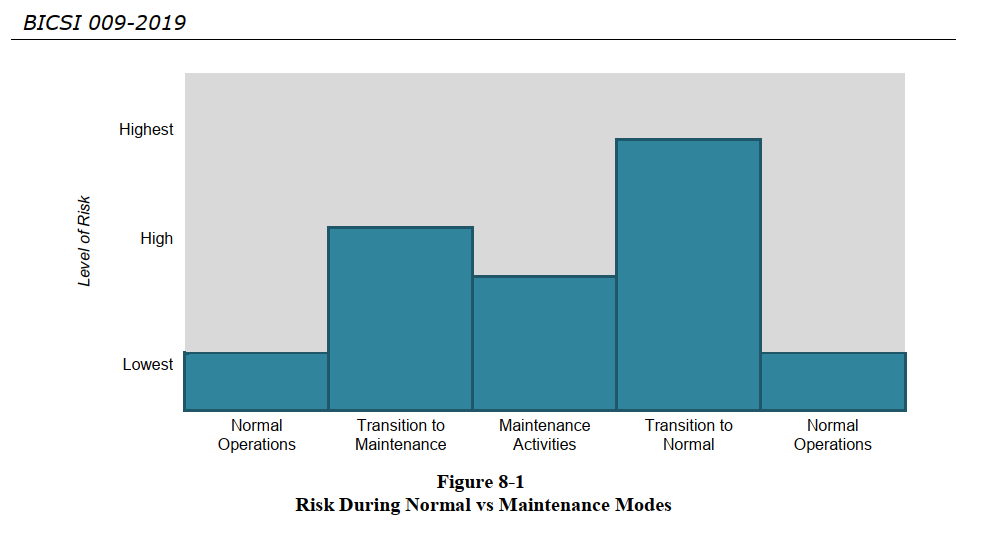 BICSI 009-2019
Highest
High
Lowest
Level of Risk
Normal
Operations
Transition to
Maintenance
Maintenance
Activities
Transition to
Normal
Normal
Operations
Figure 8-1
Risk During Normal vs Maintenance Modes